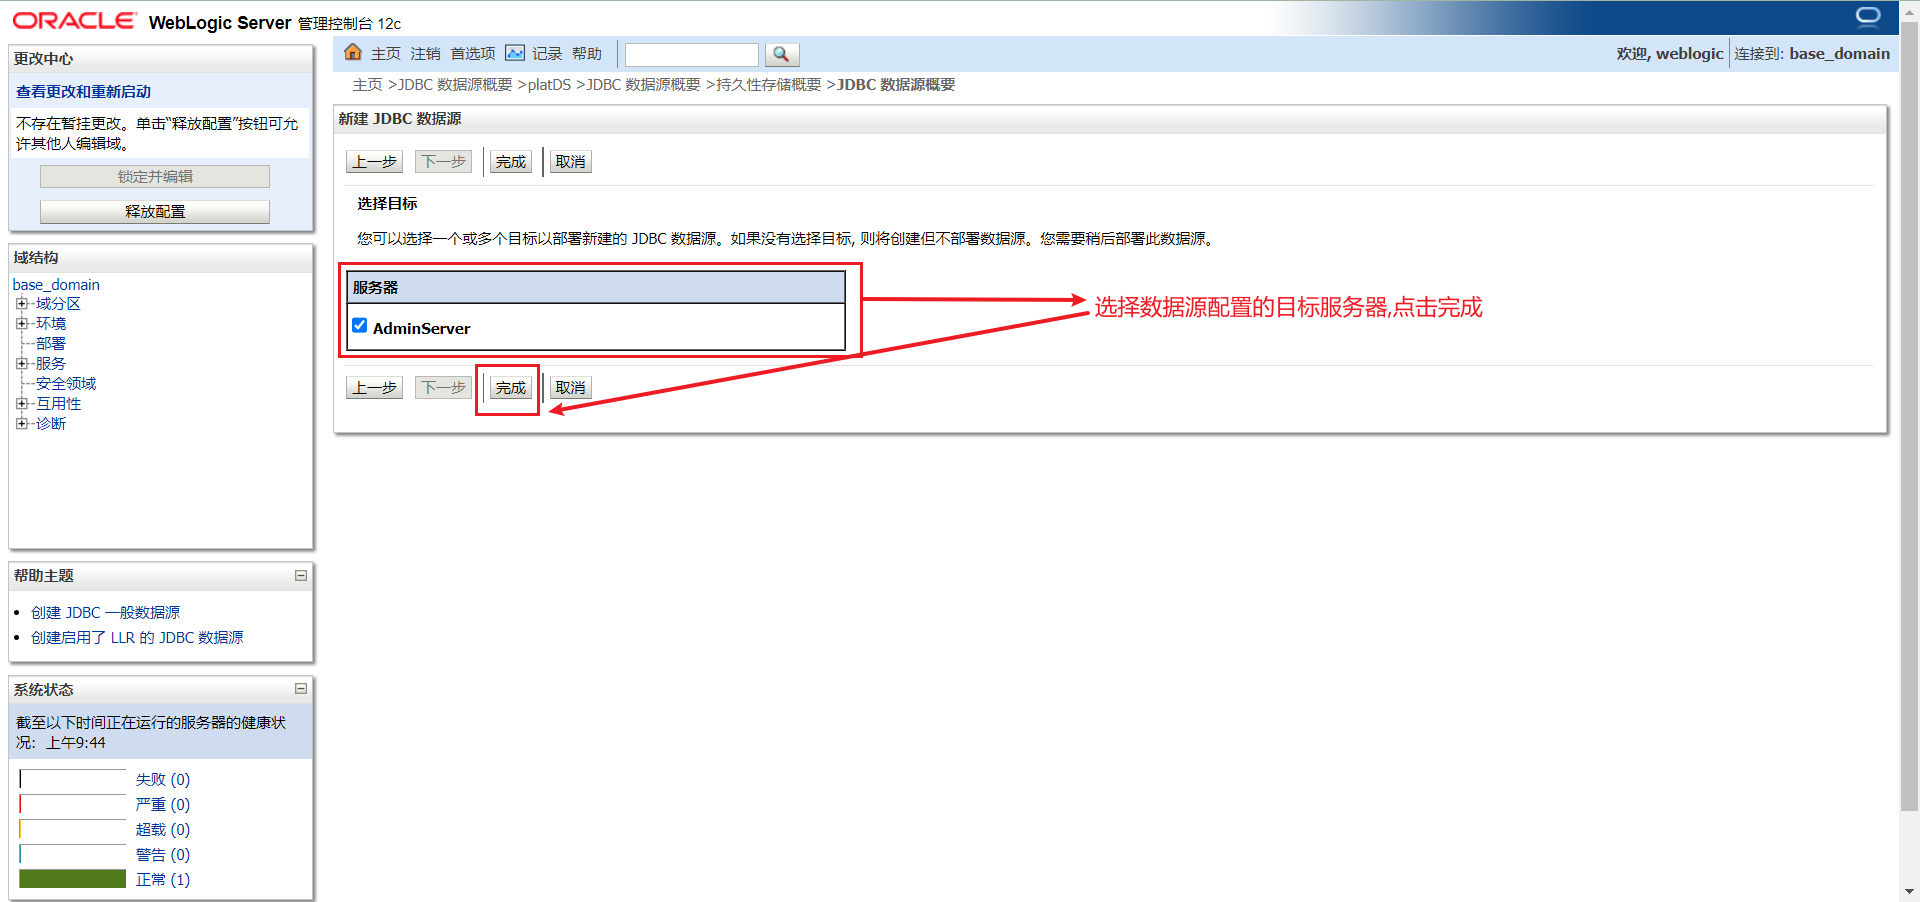 ORACLE WebLogic Server 管理控制台 12c
更改中心
查看更改和重新启动
不存在暂挂更改。单击“释放配置”按钮可允
许其他人编辑域。
锁定并编辑
释放配置
域结构
base_domain
域分区
环境
部署
服务
安全领域
互用性
诊断
帮助主题
创建 JDBC 一般数据源
创建启用了 LLR 的 JDBC 数据源
系统状态
截至以下时间正在运行的服务器的健康状
况： 上午9:44
失败 (0)
严重 (0)
超载 (0)
警告 (0)
正常 (1)
主页 注销 首选项 记录 帮助
欢迎, weblogic 连接到: base_domain
主页 >JDBC 数据源概要 >platDS >JDBC 数据源概要 >持久性存储概要 >JDBC 数据源概要
新建 JDBC 数据源
上一步 下一步 完成 取消
选择目标
您可以选择一个或多个目标以部署新建的 JDBC 数据源。如果没有选择目标, 则将创建但不部署数据源。您需要稍后部署此数据源。
服务器
AdminServer
选择数据源配置的目标服务器,点击完成
上一步 下一步 完成 取消